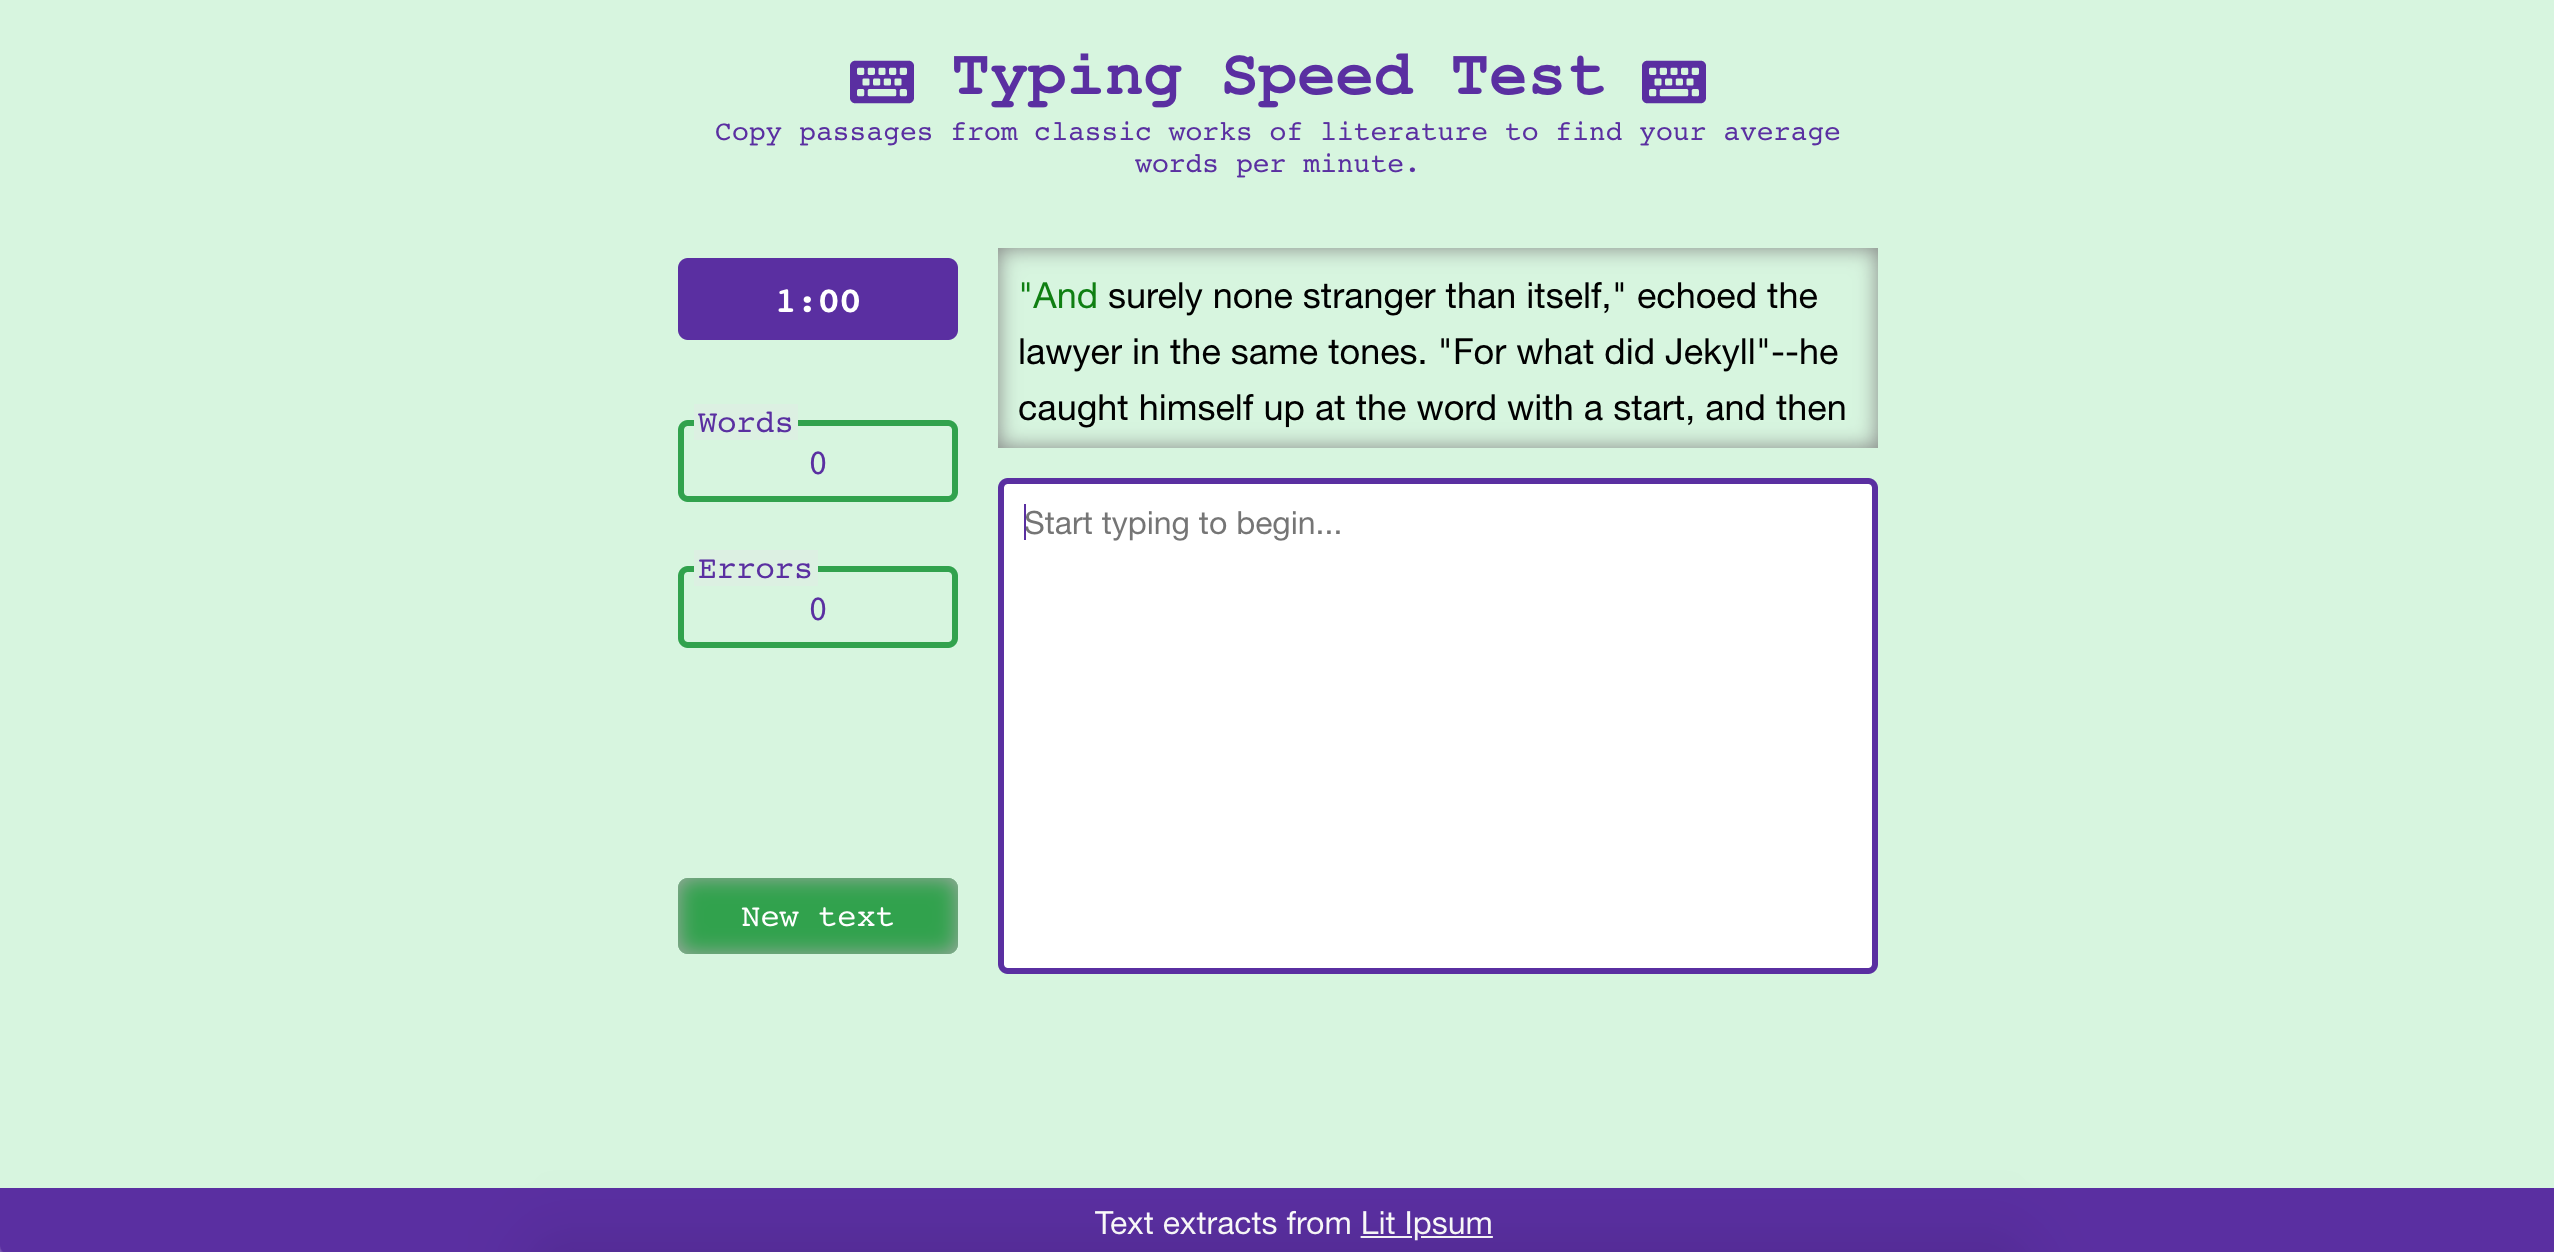 Typing Speed Test
Copy passages from classic works of literature to find your average
words per minute.
1:00
Words
0
Errors
0
New text
"And surely none stranger than itself," echoed the
lawyer in the same tones. "For what did Jekyll"--he
caught himself up at the word with a start, and then
Start typing to begin...
Text extracts from Lit Ipsum